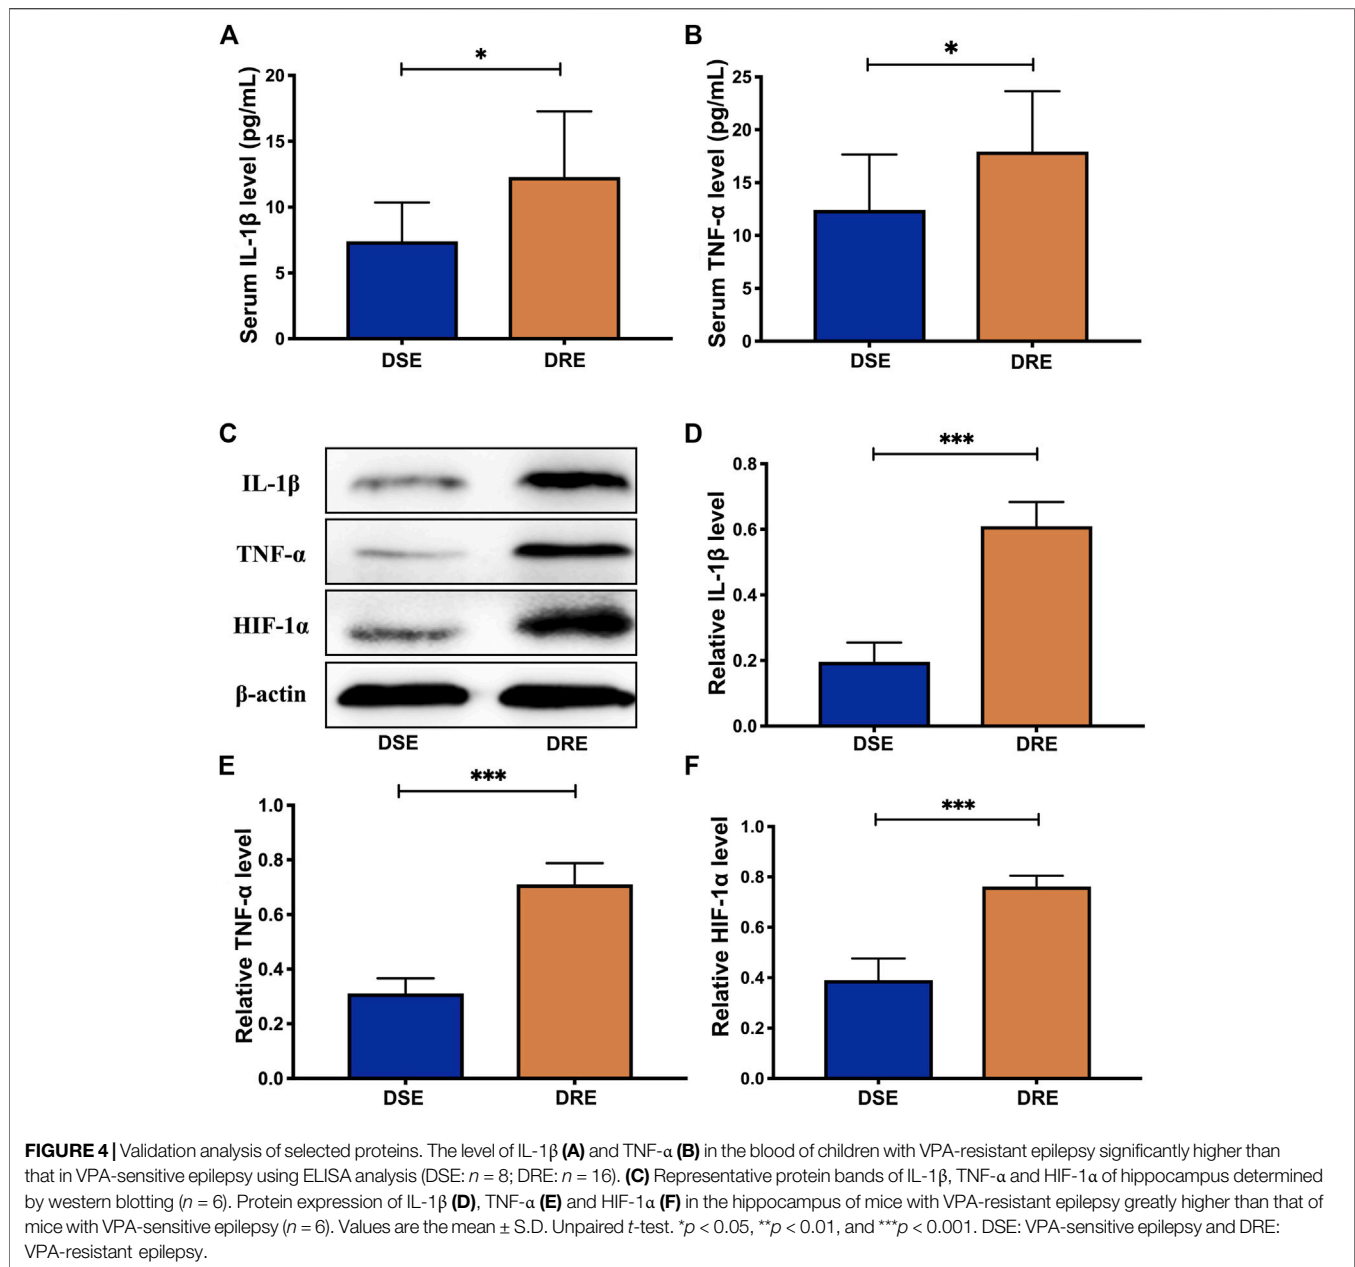 A
*
Serum IL-1β level (pg/mL)
20
15
10
5
0
DSE DRE
B
*
Serum TNF-α level (pg/mL)
25
20
15
10
5
0
DSE DRE
C
IL-1β
TNF-α
HIF-1α
β-actin
DSE DRE
D
***
Relative IL-1β level
0.8
0.6
0.4
0.2
0.0
DSE DRE
E
***
Relative TNF-α level
1.0
0.8
0.6
0.4
0.2
0.0
DSE DRE
F
***
Relative HIF-1α level
1.0
0.8
0.6
0.4
0.2
0.0
DSE DRE
FIGURE 4 | Validation analysis of selected proteins. The level of IL-1β (A) and TNF-α (B) in the blood of children with VPA-resistant epilepsy significantly higher than
that in VPA-sensitive epilepsy using ELISA analysis (DSE: n = 8; DRE: n = 16). (C) Representative protein bands of IL-1β, TNF-α and HIF-1α of hippocampus determined
by western blotting (n = 6). Protein expression of IL-1β (D), TNF-α (E) and HIF-1α (F) in the hippocampus of mice with VPA-resistant epilepsy greatly higher than that of
mice with VPA-sensitive epilepsy (n = 6). Values are the mean ± S.D. Unpaired t-test. *p < 0.05, **p < 0.01, and ***p < 0.001. DSE: VPA-sensitive epilepsy and DRE:
VPA-resistant epilepsy.